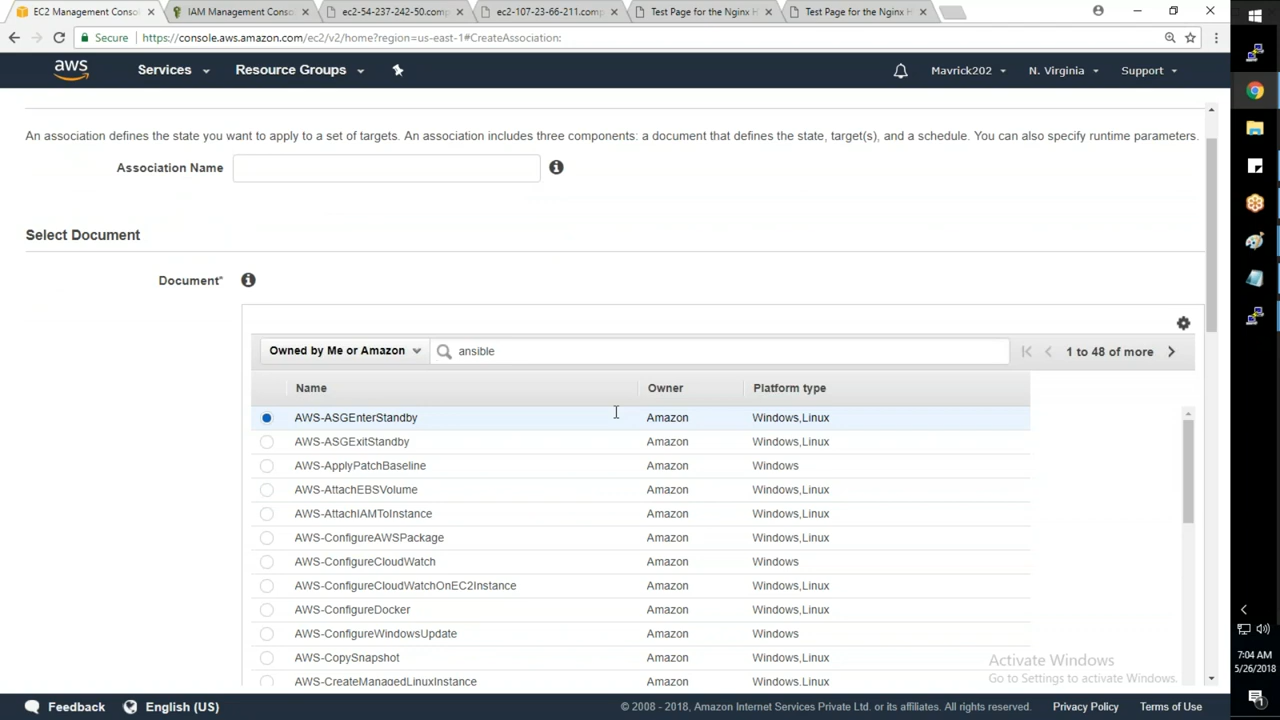 EC2 Management Console
IAM Management Consol
ec2-54-237-242-50.comp
ec2-107-23-66-211.comp
Test Page for the Nginx H
Test Page for the Nginx H
Secure
https://console.aws.amazon.com/ec2/v2/home?region=us-east-1#CreateAssociation:
aws
Services
Resource Groups
Mavrick202
N. Virginia
Support
An association defines the state you want to apply to a set of targets. An association includes three components: a document that defines the state, target(s), and a schedule. You can also specify runtime parameters.
Association Name
Select Document
Document*
Owned by Me or Amazon
ansible
1 to 48 of more
Name Owner Platform type
AWS-ASGEnterStandby Amazon Windows,Linux
AWS-ASGExitStandby Amazon Windows,Linux
AWS-ApplyPatchBaseline Amazon Windows
AWS-AttachEBSVolume Amazon Windows,Linux
AWS-AttachIAMToInstance Amazon Windows,Linux
AWS-ConfigureAWSPackage Amazon Windows,Linux
AWS-ConfigureCloudWatch Amazon Windows
AWS-ConfigureCloudWatchOnEC2Instance Amazon Windows,Linux
AWS-ConfigureDocker Amazon Windows,Linux
AWS-ConfigureWindowsUpdate Amazon Windows
AWS-CopySnapshot Amazon Windows,Linux
AWS-CreateManagedLinuxInstance Amazon Windows,Linux
Activate Windows
Go to Settings to activate Windows.
7:04 AM
5/26/2018
1
Feedback
English (US)
© 2008 - 2018, Amazon Internet Services Private Ltd. or its affiliates. All rights reserved.
Privacy Policy
Terms of Use